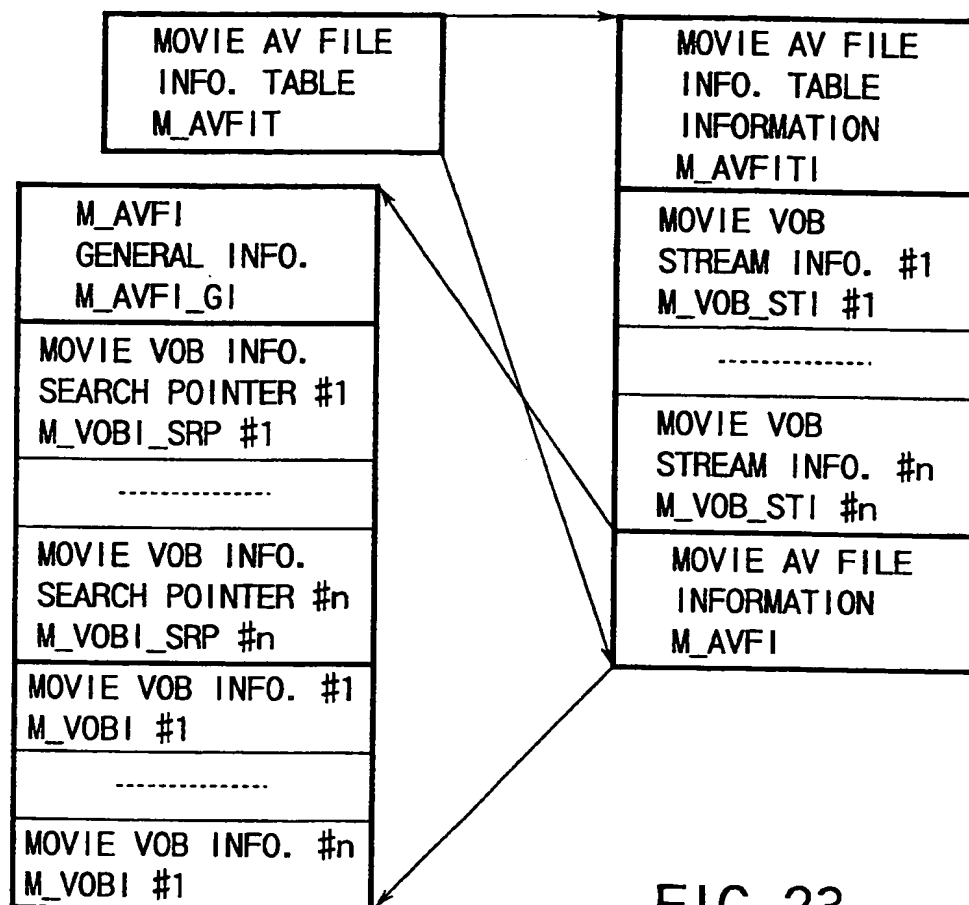 MOVIE AV FILE
INFO. TABLE
M_AVFIT
MOVIE AV FILE
INFO. TABLE
INFORMATION
M_AVFITI
MOVIE VOB
STREAM INFO. #1
M_VOB_STI #1
MOVIE VOB
STREAM INFO. #n
M_VOB_STI #n
MOVIE AV FILE
INFORMATION
M_AVFI
M_AVFI
GENERAL INFO.
M_AVFI_GI
MOVIE VOB INFO.
SEARCH POINTER #1
M_VOBI_SRP #1
MOVIE VOB INFO.
SEARCH POINTER #n
M_VOBI_SRP #n
MOVIE VOB INFO. #1
M_VOBI #1
MOVIE VOB INFO. #n
M_VOBI #1
FIG. 23